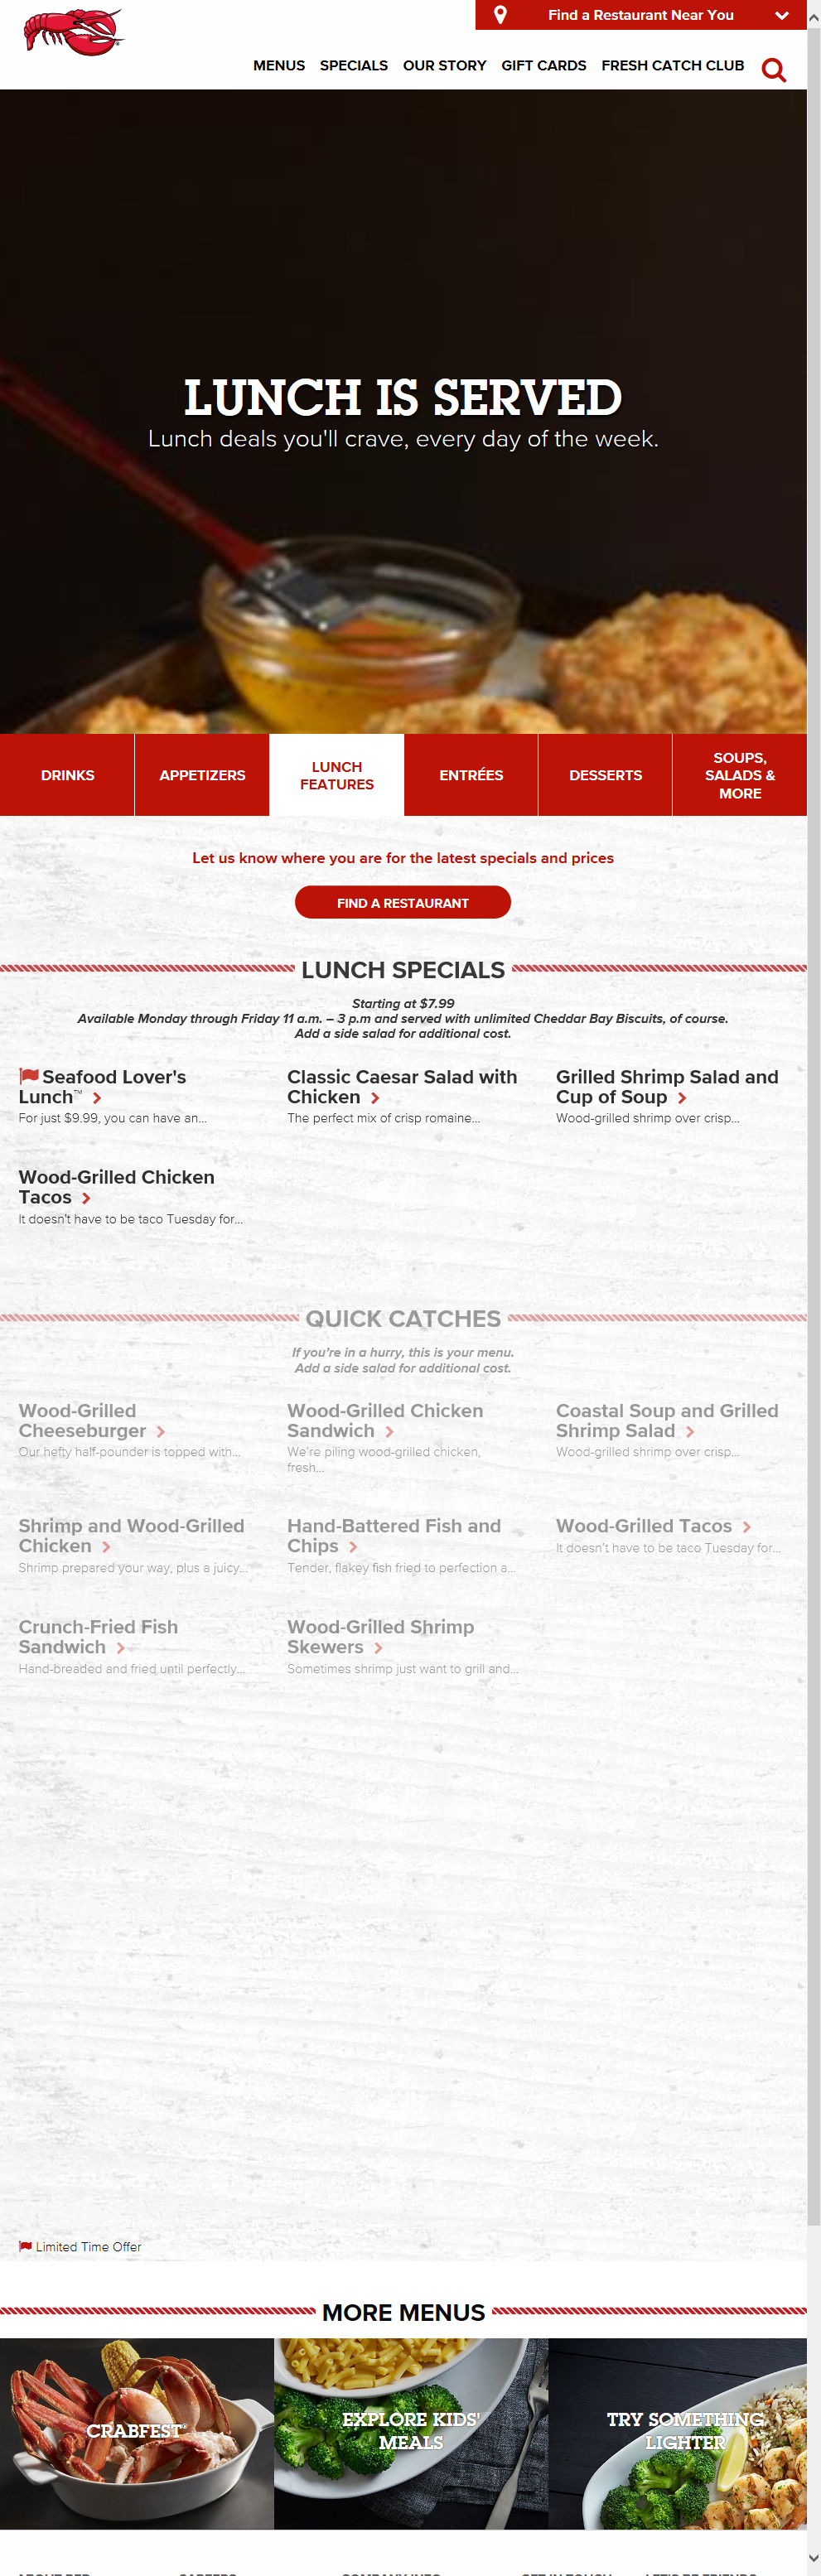 Find a Restaurant Near You
MENUS SPECIALS OUR STORY GIFT CARDS FRESH CATCH CLUB
LUNCH IS SERVED
Lunch deals you'll crave, every day of the week.
DRINKS
APPETIZERS
LUNCH
FEATURES
ENTRÉES
DESSERTS
SOUPS,
SALADS &
MORE
Let us know where you are for the latest specials and prices
FIND A RESTAURANT
LUNCH SPECIALS
Starting at $7.99
Available Monday through Friday 11 a.m. – 3 p.m and served with unlimited Cheddar Bay Biscuits, of course.
Add a side salad for additional cost.
Seafood Lover's
Lunch™
For just $9.99, you can have an...
Classic Caesar Salad with
Chicken
The perfect mix of crisp romaine...
Grilled Shrimp Salad and
Cup of Soup
Wood-grilled shrimp over crisp...
Wood-Grilled Chicken
Tacos
It doesn't have to be taco Tuesday for...
QUICK CATCHES
If you're in a hurry, this is your menu.
Add a side salad for additional cost.
Wood-Grilled
Cheeseburger
Our hefty half-pounder is topped with...
Wood-Grilled Chicken
Sandwich
We're piling wood-grilled chicken,
fresh...
Coastal Soup and Grilled
Shrimp Salad
Wood-grilled shrimp over crisp...
Shrimp and Wood-Grilled
Chicken
Shrimp prepared your way, plus a juicy...
Hand-Battered Fish and
Chips
Tender, flakey fish fried to perfection a...
Wood-Grilled Tacos
It doesn't have to be taco Tuesday for...
Crunch-Fried Fish
Sandwich
Hand-breaded and fried until perfectly...
Wood-Grilled Shrimp
Skewers
Sometimes shrimp just want to grill and...
Limited Time Offer
MORE MENUS
CRABFEST®
EXPLORE KIDS'
MEALS
TRY SOMETHING
LIGHTER